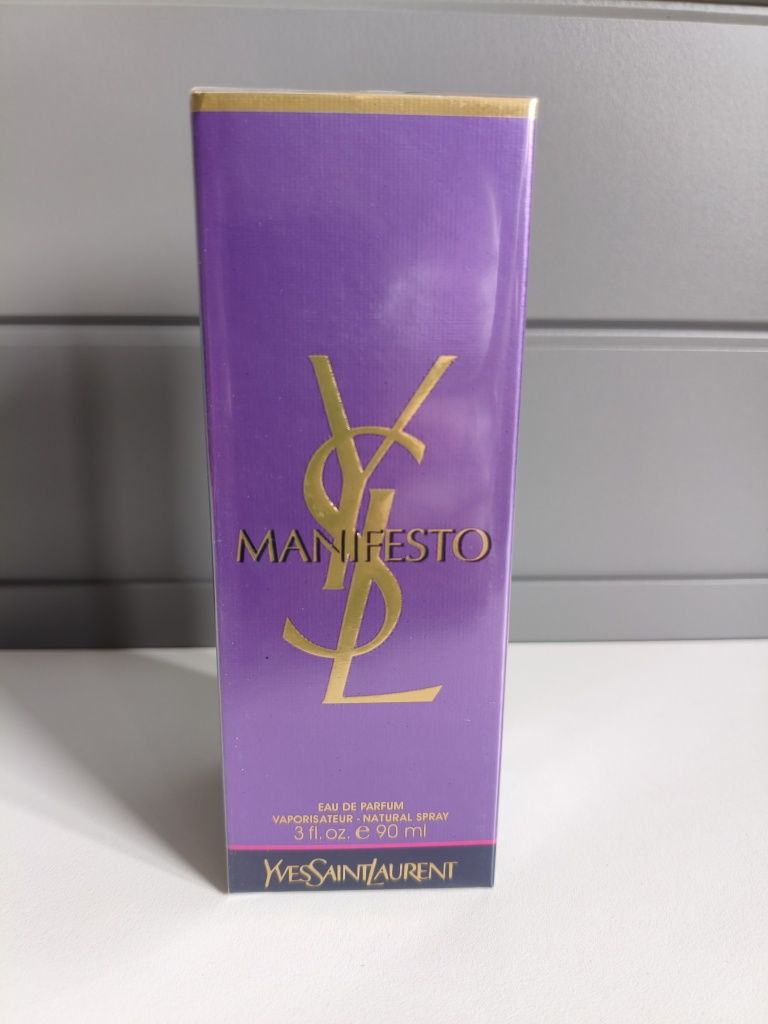 YSL
MANIFESTO
EAU DE PARFUM
VAPORISATEUR - NATURAL SPRAY
3 fl. oz. e 90 ml
YVESSAINTLAURENT